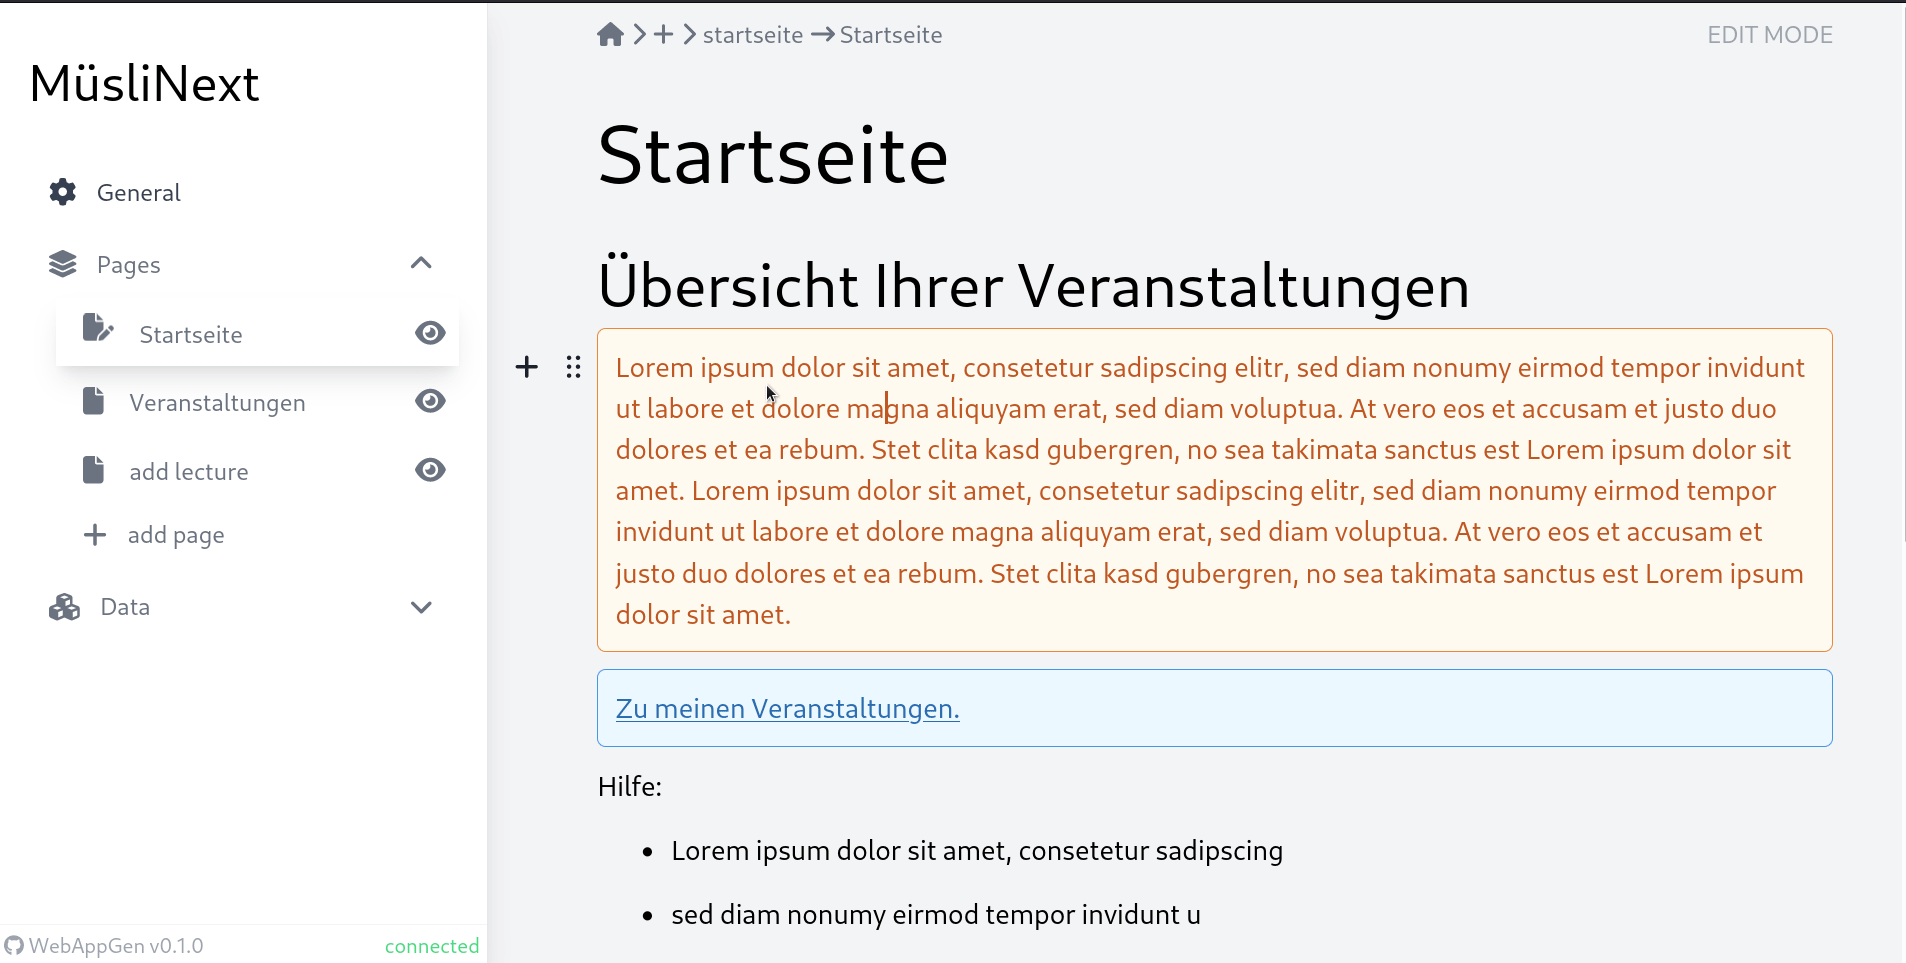 MüsliNext
General
Pages
Startseite
Veranstaltungen
add lecture
add page
Data
WebAppGen v0.1.0 connected
startseite Startseite EDIT MODE
Startseite
Übersicht Ihrer Veranstaltungen
Lorem ipsum dolor sit amet, consetetur sadipscing elitr, sed diam nonumy eirmod tempor invidunt
ut labore et dolore magna aliquyam erat, sed diam voluptua. At vero eos et accusam et justo duo
dolores et ea rebum. Stet clita kasd gubergren, no sea takimata sanctus est Lorem ipsum dolor sit
amet. Lorem ipsum dolor sit amet, consetetur sadipscing elitr, sed diam nonumy eirmod tempor
invidunt ut labore et dolore magna aliquyam erat, sed diam voluptua. At vero eos et accusam et
justo duo dolores et ea rebum. Stet clita kasd gubergren, no sea takimata sanctus est Lorem ipsum
dolor sit amet.
Zu meinen Veranstaltungen.
Hilfe:
• Lorem ipsum dolor sit amet, consetetur sadipscing
• sed diam nonumy eirmod tempor invidunt u